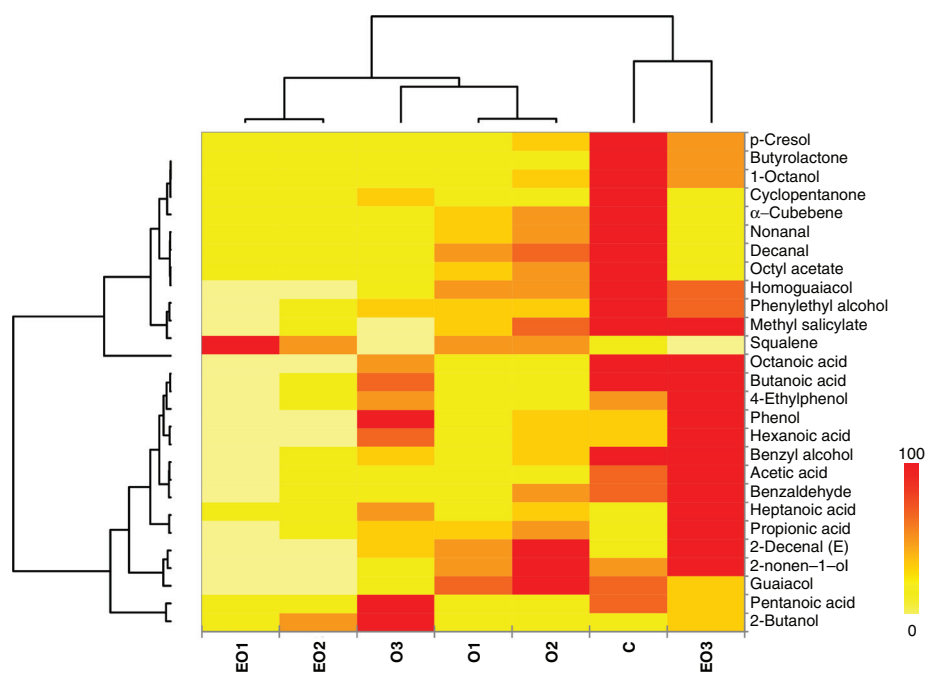 p-Cresol
Butyrolactone
1-Octanol
Cyclopentanone
α–Cubebene
Nonanal
Decanal
Octyl acetate
Homoguaiacol
Phenylethyl alcohol
Methyl salicylate
Squalene
Octanoic acid
Butanoic acid
4-Ethylphenol
Phenol
Hexanoic acid
Benzyl alcohol
Acetic acid
Benzaldehyde
Heptanoic acid
Propionic acid
2-Decenal (E)
2-nonen–1–ol
Guaiacol
Pentanoic acid
2-Butanol
100
0
EO1
EO2
O3
O1
O2
C
EO3